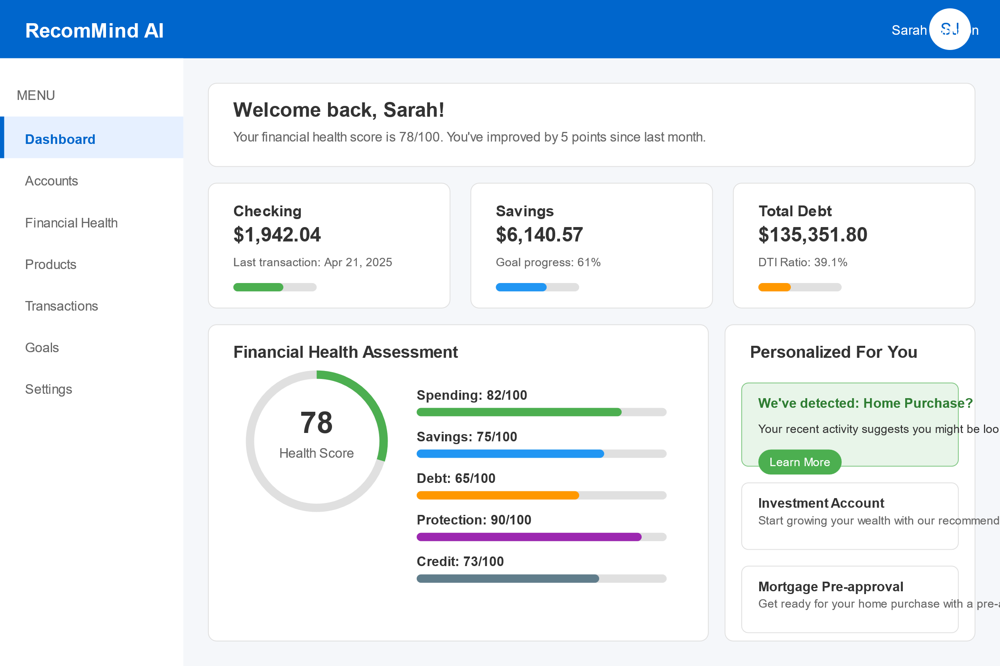 RecomMind AI
Sarah
SJ
MENU
Dashboard
Accounts
Financial Health
Products
Transactions
Goals
Settings
Welcome back, Sarah!
Your financial health score is 78/100. You've improved by 5 points since last month.
Checking
$1,942.04
Last transaction: Apr 21, 2025
Savings
$6,140.57
Goal progress: 61%
Total Debt
$135,351.80
DTI Ratio: 39.1%
Financial Health Assessment
78
Health Score
Spending: 82/100
Savings: 75/100
Debt: 65/100
Protection: 90/100
Credit: 73/100
Personalized For You
We've detected: Home Purchase?
Your recent activity suggests you might be loo
Learn More
Investment Account
Start growing your wealth with our recommend
Mortgage Pre-approval
Get ready for your home purchase with a pre-